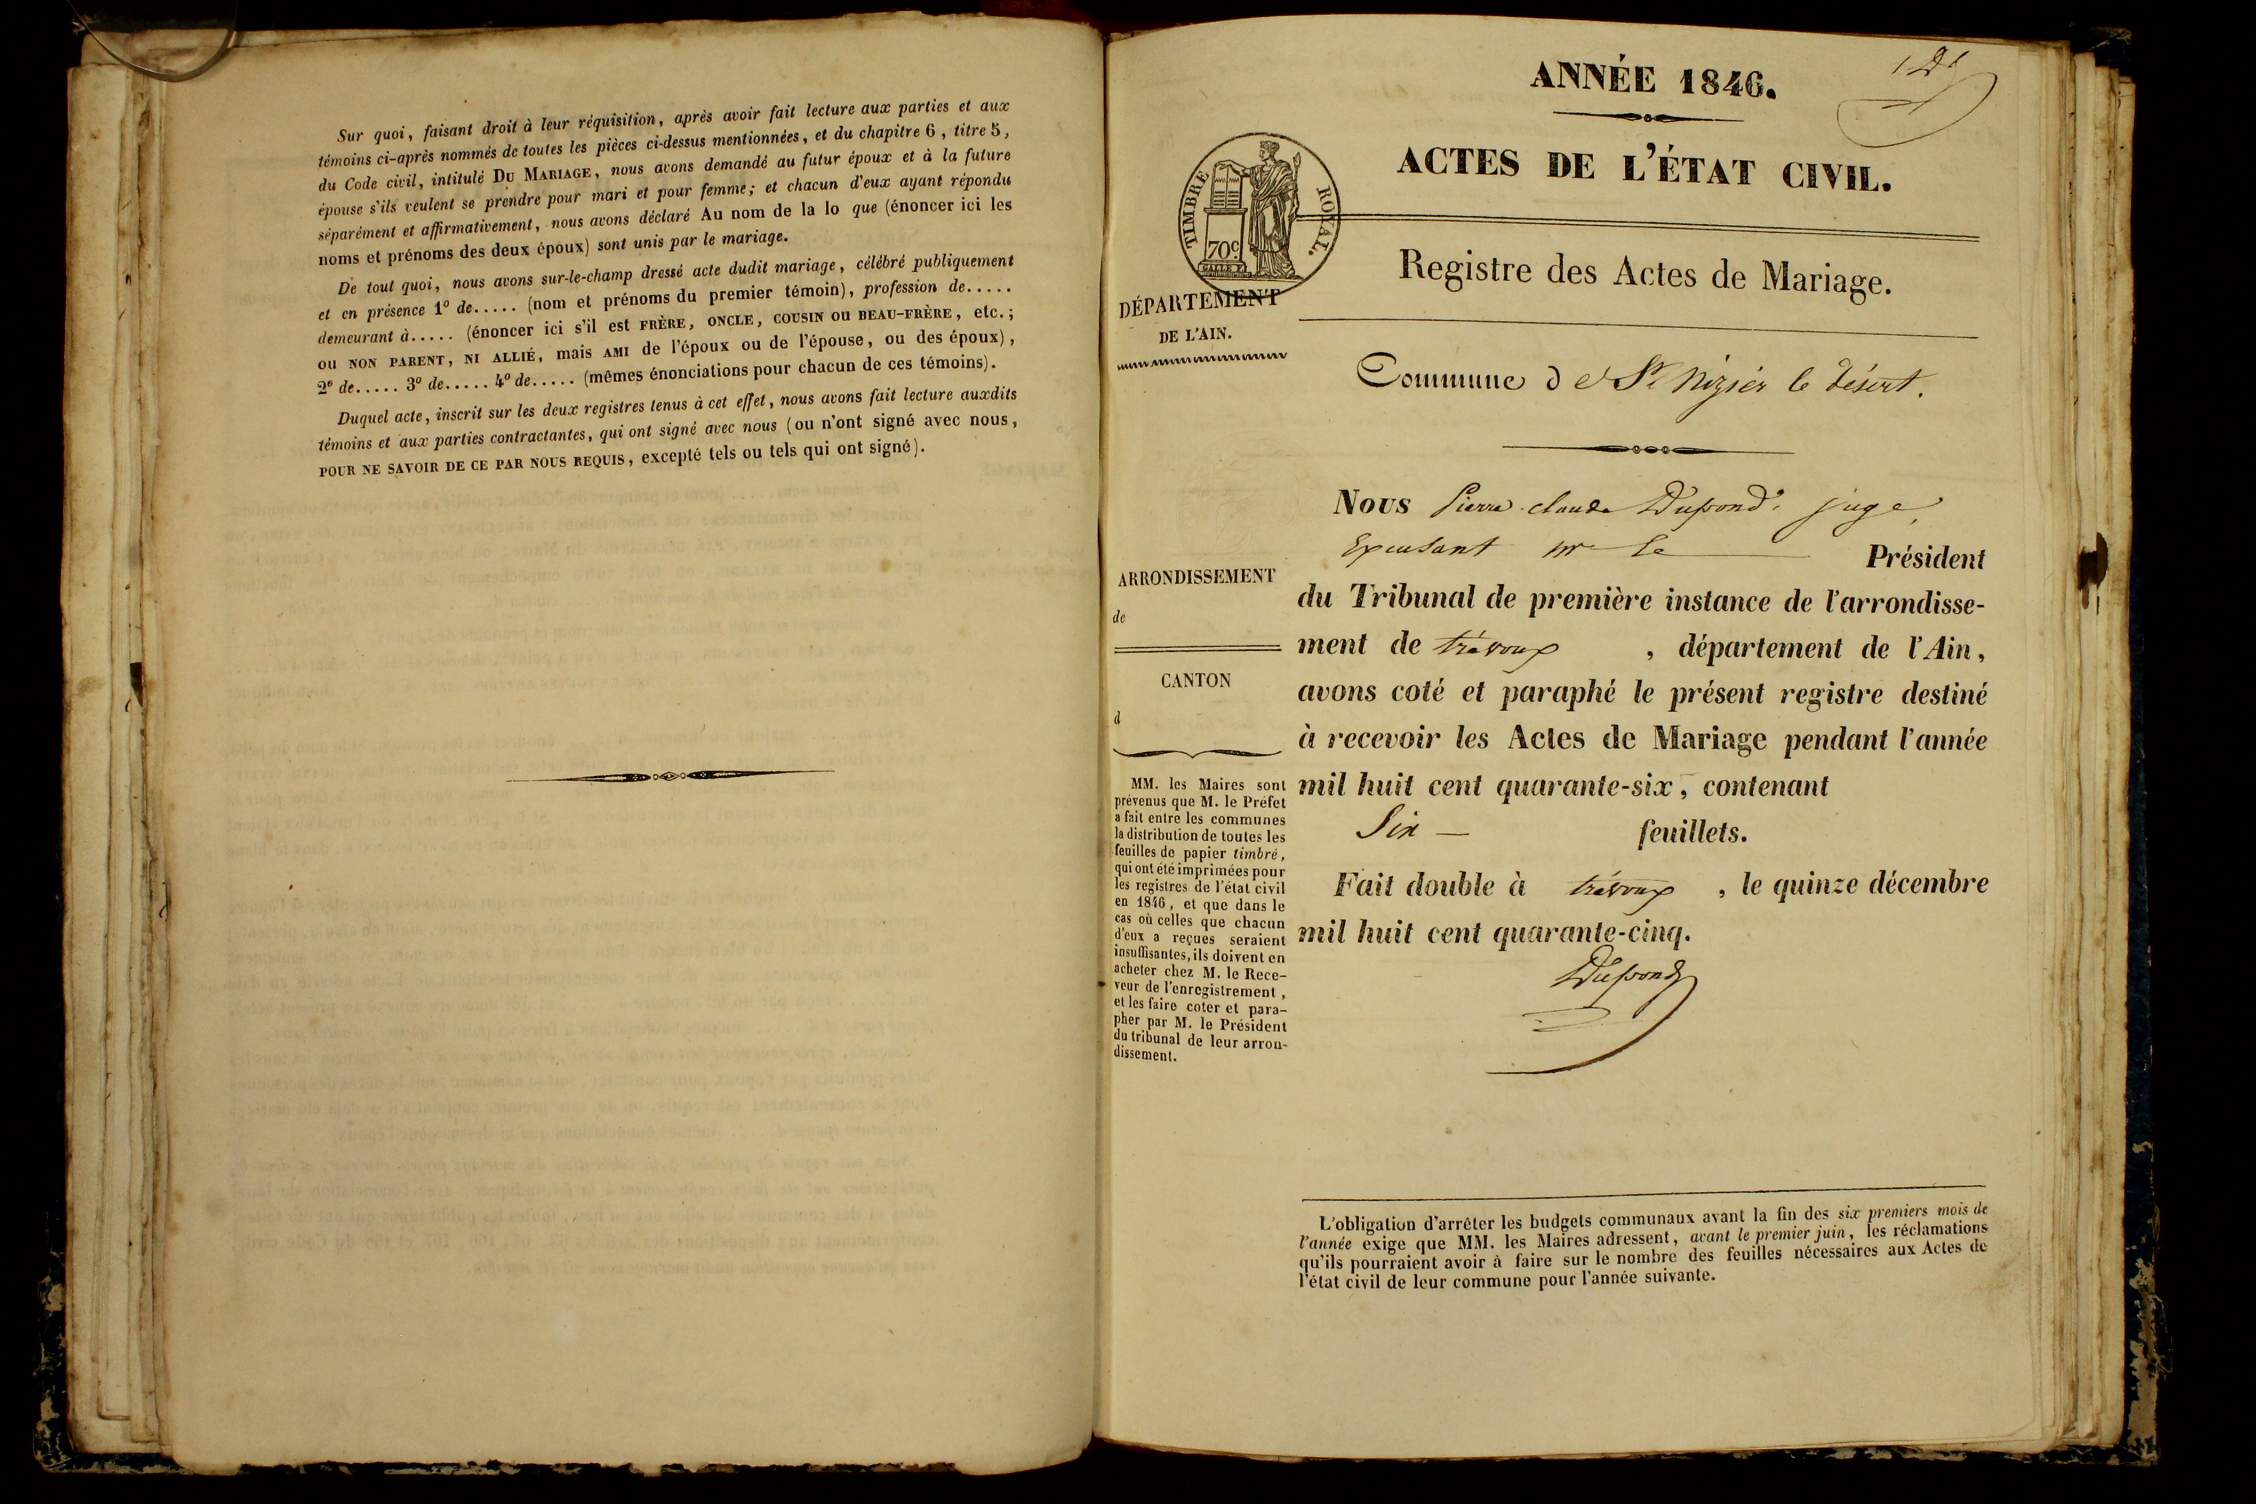 Sur quoi, faisant droit à leur réquisition, après avoir fait lecture aux parties et aux
témoins ci-après nommés de toutes les pièces ci-dessus mentionnées, et du chapitre 6, titre 5,
du Code civil, intitulé DU MARIAGE, nous avons demandé au futur époux et à la future
épouse s'ils veulent se prendre pour mari et pour femme; et chacun d'eux ayant répondu
séparément et affirmativement, nous avons déclaré Au nom de la lo que (énoncer ici les
noms et prénoms des deux époux) sont unis par le mariage.
De tout quoi, nous avons sur-le-champ dressé acte dudit mariage, célébré publiquement
et en présence 1º de..... (nom et prénoms du premier témoin), profession de.....
demeurant à..... (énoncer ici s'il est FRÈRE, ONCLE, COUSIN OU BEAU-FRÈRE, etc.;
OU NON PARENT, NI ALLIÉ, mais AMI de l'époux ou de l'épouse, ou des époux),
2º de..... 3º de..... 4º de..... (mêmes énonciations pour chacun de ces témoins).
Duquel acte, inscrit sur les deux registres tenus à cet effet, nous avons fait lecture auxdits
témoins et aux parties contractantes, qui ont signé avec nous (ou n'ont signé avec nous,
POUR NE SAVOIR DE CE PAR NOUS REQUIS, excepté tels ou tels qui ont signé).
ANNÉE 1846.
ACTES DE L'ÉTAT CIVIL.
TIMBRE ROYAL.
70c
Registre des Actes de Mariage.
DÉPARTEMENT
DE L'AIN.
Commune de St Nizier le désert.
Nous Pierre claude Dupond, juge,
Excusant mr le Président
du Tribunal de première instance de l'arrondisse-
ment de trévoux, département de l'Ain,
avons coté et paraphé le présent registre destiné
à recevoir les Actes de Mariage pendant l'année
mil huit cent quarante-six, contenant
Six — feuillets.
Fait double à trévoux, le quinze décembre
mil huit cent quarante-cinq.
Dupond
ARRONDISSEMENT
de
CANTON
d
MM. les Maires sont
prévenus que M. le Préfet
a fait entre les communes
la distribution de toutes les
feuilles de papier timbré,
qui ont été imprimées pour
les registres de l'état civil
en 1846, et que dans le
cas où celles que chacun
d'eux a reçues seraient
insuffisantes, ils doivent en
acheter chez M. le Rece-
veur de l'enregistrement,
et les faire coter et para-
pher par M. le Président
du tribunal de leur arron-
dissement.
L'obligation d'arrêter les budgets communaux avant la fin des six premiers mois de
l'année exige que MM. les Maires adressent, avant le premier juin, les réclamations
qu'ils pourraient avoir à faire sur le nombre des feuilles nécessaires aux Actes de
l'état civil de leur commune pour l'année suivante.